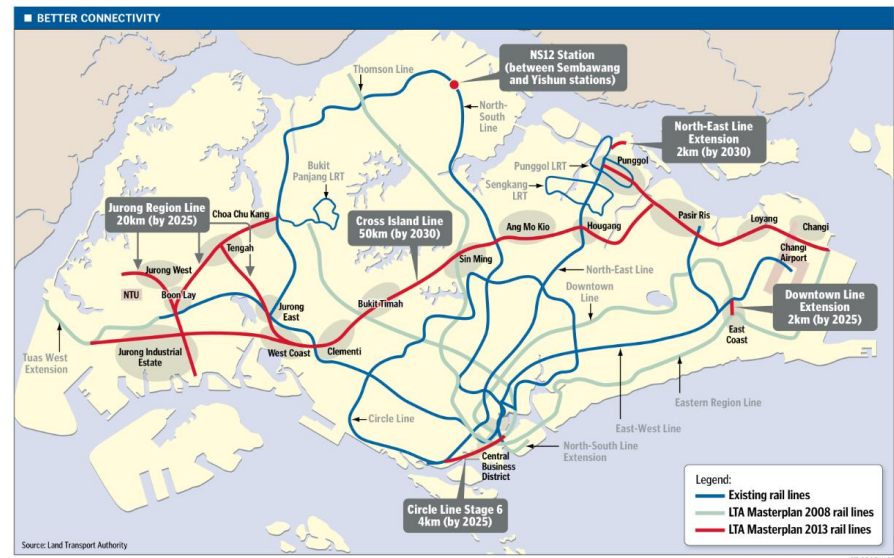 ■ BETTER CONNECTIVITY
NS12 Station
(between Sembawang
and Yishun stations)
Thomson Line
North-
South
Line
North-East Line
Extension
2km (by 2030)
Punggol LRT
Punggol
Bukit
Panjang LRT
Sengkang
LRT
Jurong Region Line
20km (by 2025)
Choa Chu Kang
Cross Island Line
50km (by 2030)
Pasir Ris
Loyang
Changi
Ang Mo Kio
Hougang
Tengah
Sin Ming
Changi
Airport
Jurong West
North-East Line
NTU
Boon Lay
Downtown
Line
Bukit Timah
Jurong
East
Downtown Line
Extension
2km (by 2025)
East
Coast
Tuas West
Extension
Jurong Industrial
Estate
West Coast
Clementi
Eastern Region Line
Circle Line
East-West Line
North-South Line
Extension
Central
Business
District
Circle Line Stage 6
4km (by 2025)
Legend:
Existing rail lines
LTA Masterplan 2008 rail lines
LTA Masterplan 2013 rail lines
Source: Land Transport Authority